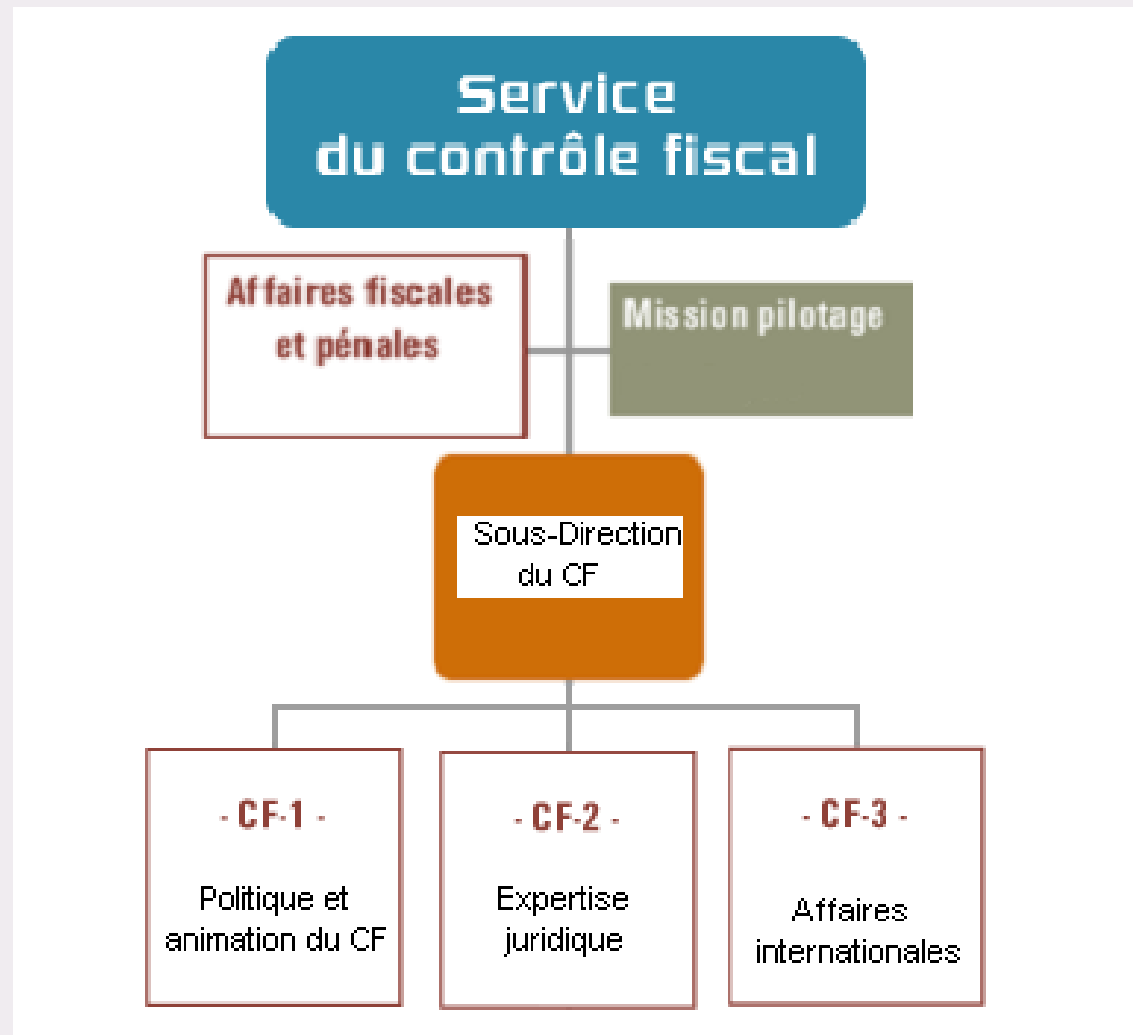 Service
du contrôle fiscal
Affaires fiscales
et pénales
Mission pilotage
Sous-Direction
du CF
- CF-1 -
Politique et
animation du CF
- CF-2 -
Expertise
juridique
- CF-3 -
Affaires
internationales